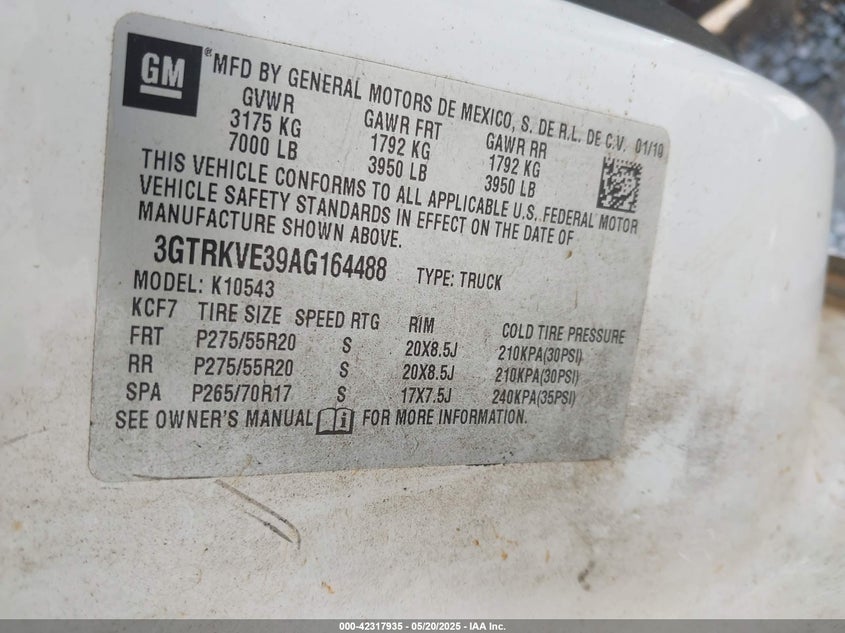 GM
® MFD BY GENERAL MOTORS DE MEXICO, S. DE R.L. DE C.V. 01/10
GVWR GAWR FRT GAWR RR
3175 KG 1792 KG 1792 KG
7000 LB 3950 LB 3950 LB
THIS VEHICLE CONFORMS TO ALL APPLICABLE U.S. FEDERAL MOTOR
VEHICLE SAFETY STANDARDS IN EFFECT ON THE DATE OF
MANUFACTURE SHOWN ABOVE.
3GTRKVE39AG164488 TYPE: TRUCK
MODEL: K10543
KCF7 TIRE SIZE SPEED RTG RIM COLD TIRE PRESSURE
FRT P275/55R20 S 20X8.5J 210KPA(30PSI)
RR P275/55R20 S 20X8.5J 210KPA(30PSI)
SPA P265/70R17 S 17X7.5J 240KPA(35PSI)
SEE OWNER'S MANUAL i FOR MORE INFORMATION.
000-42317935 - 05/20/2025 - IAA Inc.